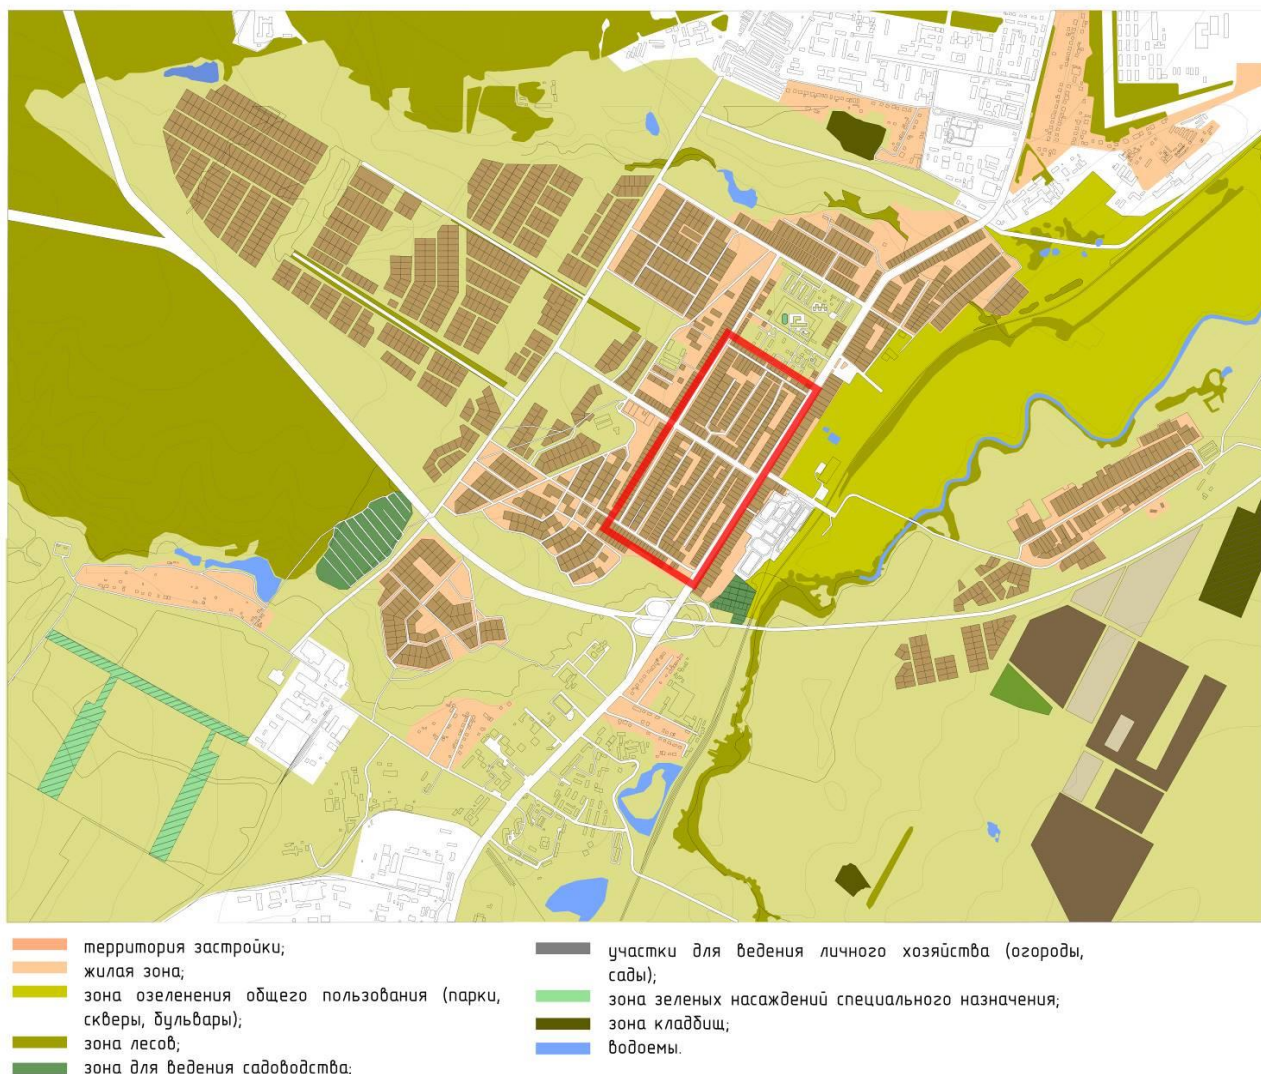 территория застройки;
жилая зона;
зона озеленения общего пользования (парки,
скверы, бульвары);
зона лесов;
зона для ведения садоводства;
участки для ведения личного хозяйства (огороды,
сады);
зона зеленых насаждений специального назначения;
зона кладбищ;
водоемы.